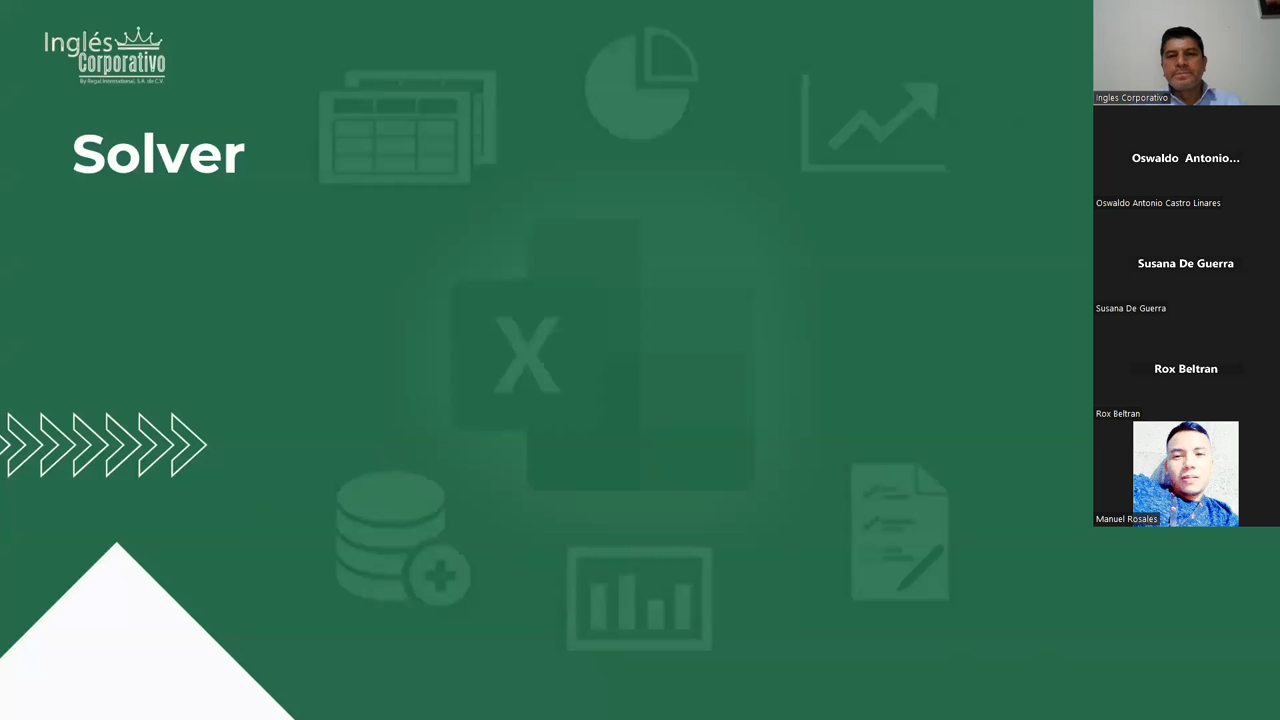 Inglés
Corporativo
By Regal International, S.A. de C.V.
Solver
X
Ingles Corporativo
Oswaldo Antonio...
Oswaldo Antonio Castro Linares
Susana De Guerra
Susana De Guerra
Rox Beltran
Rox Beltran
Manuel Rosales